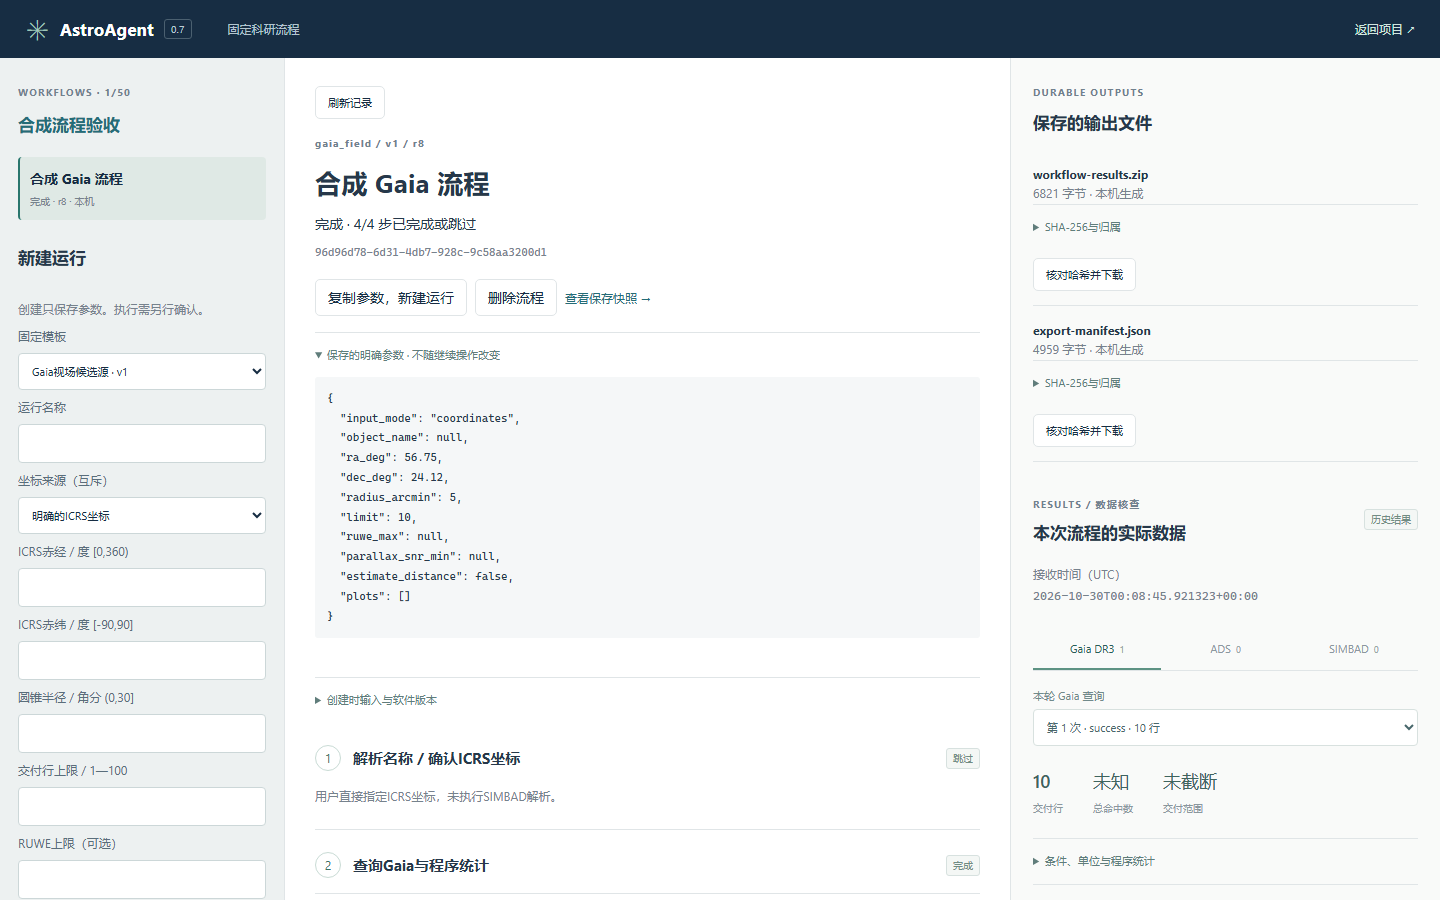 AstroAgent 0.7 固定科研流程 返回项目 ↗
WORKFLOWS · 1/50
合成流程验收
合成 Gaia 流程
完成 · r8 · 本机
新建运行
创建只保存参数。执行需另行确认。
固定模板
Gaia视场候选源 · v1
运行名称
坐标来源（互斥）
明确的ICRS坐标
ICRS赤经 / 度 [0,360)
ICRS赤纬 / 度 [-90,90]
圆锥半径 / 角分 (0,30]
交付行上限 / 1—100
RUWE上限（可选）
刷新记录
gaia_field / v1 / r8
合成 Gaia 流程
完成 · 4/4 步已完成或跳过
96d96d78-6d31-4db7-928c-9c58aa3200d1
复制参数，新建运行 删除流程 查看保存快照 →
▼ 保存的明确参数 · 不随继续操作改变
{
"input_mode": "coordinates",
"object_name": null,
"ra_deg": 56.75,
"dec_deg": 24.12,
"radius_arcmin": 5,
"limit": 10,
"ruwe_max": null,
"parallax_snr_min": null,
"estimate_distance": false,
"plots": []
}
▶ 创建时输入与软件版本
1 解析名称 / 确认ICRS坐标 跳过
用户直接指定ICRS坐标，未执行SIMBAD解析。
2 查询Gaia与程序统计 完成
DURABLE OUTPUTS
保存的输出文件
workflow-results.zip
6821 字节 · 本机生成
▶ SHA-256与归属
核对哈希并下载
export-manifest.json
4959 字节 · 本机生成
▶ SHA-256与归属
核对哈希并下载
RESULTS / 数据核查
本次流程的实际数据 历史结果
接收时间（UTC）
2026-10-30T00:08:45.921323+00:00
Gaia DR3 1 ADS 0 SIMBAD 0
本轮 Gaia 查询
第 1 次 · success · 10 行
10 未知 未截断
交付行 总命中数 交付范围
▶ 条件、单位与程序统计